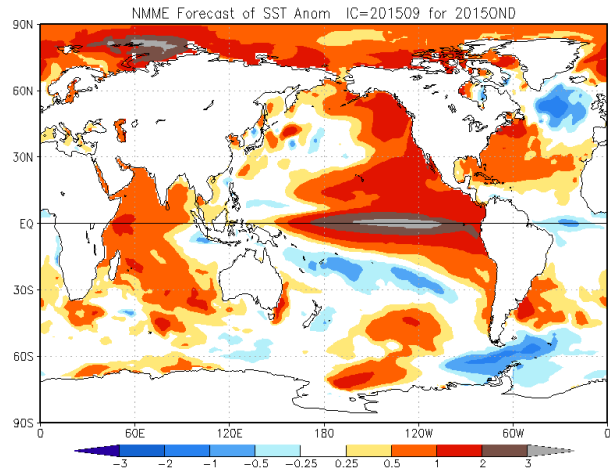 NMME Forecast of SST Anom IC=201509 for 2015OND
90N
60N
30N
EQ
30S
60S
90S
0 60E 120E 180 120W 60W 0
-3 -2 -1 -0.5 -0.25 0.25 0.5 1 2 3